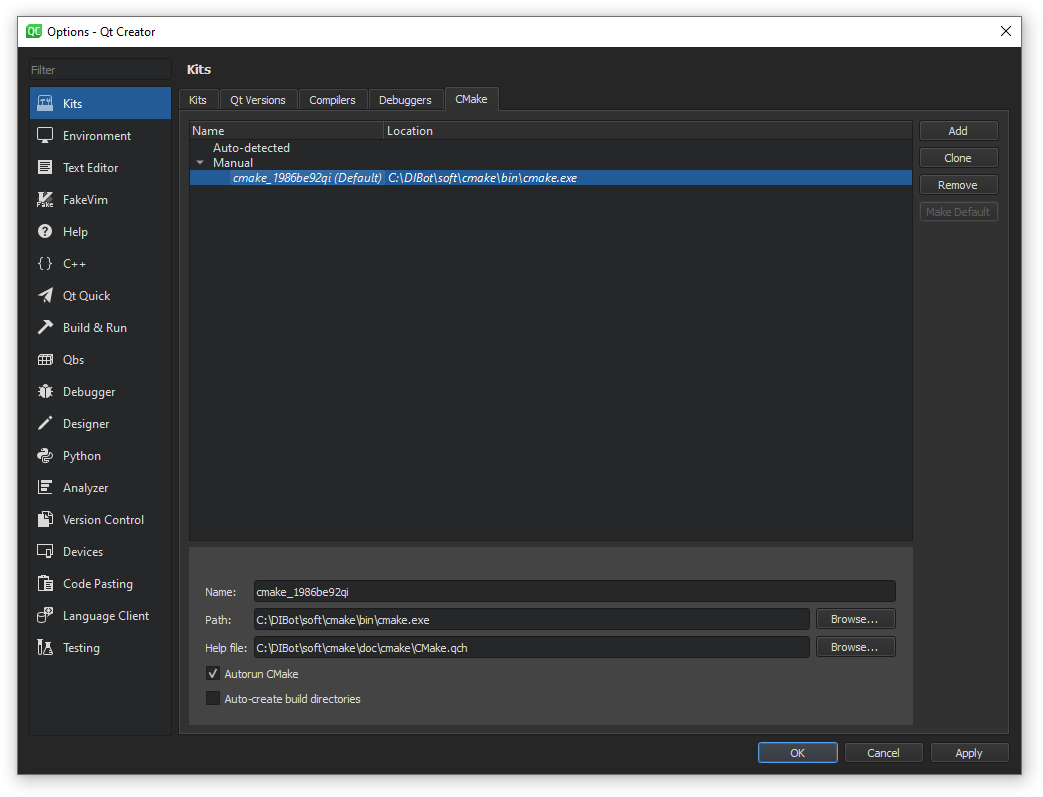 QC Options - Qt Creator
Filter
Kits
Environment
Text Editor
Fake FakeVim
Help
C++
Qt Quick
Build & Run
Qbs
Debugger
Designer
Python
Analyzer
Version Control
Devices
Code Pasting
Language Client
Testing
Kits
Kits Qt Versions Compilers Debuggers CMake
Name Location
Auto-detected
Manual
cmake_1986be92qi (Default) C:\DIBot\soft\cmake\bin\cmake.exe
Add
Clone
Remove
Make Default
Name: cmake_1986be92qi
Path: C:\DIBot\soft\cmake\bin\cmake.exe Browse...
Help file: C:\DIBot\soft\cmake\doc\cmake\CMake.qch Browse...
Autorun CMake
Auto-create build directories
OK Cancel Apply